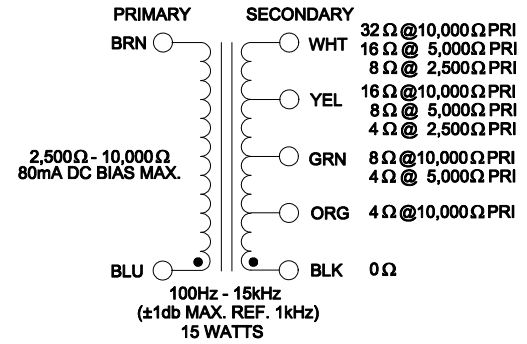 PRIMARY
SECONDARY
BRN
WHT
32 Ω @10,000 Ω PRI
16 Ω @ 5,000 Ω PRI
8 Ω @ 2,500 Ω PRI
YEL
16 Ω @10,000 Ω PRI
8 Ω @ 5,000 Ω PRI
4 Ω @ 2,500 Ω PRI
2,500Ω - 10,000Ω
80mA DC BIAS MAX.
GRN
8 Ω @10,000 Ω PRI
4 Ω @ 5,000 Ω PRI
ORG
4 Ω @10,000 Ω PRI
BLU
BLK
0 Ω
100Hz - 15kHz
(±1db MAX. REF. 1kHz)
15 WATTS